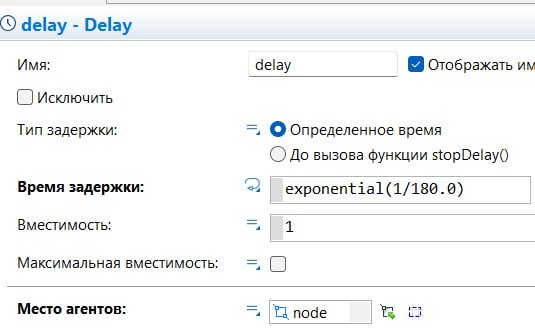 delay - Delay
Имя: delay Отображать им
Исключить
Тип задержки: Определенное время
До вызова функции stopDelay()
Время задержки: exponential(1/180.0)
Вместимость: 1
Максимальная вместимость:
Место агентов: node